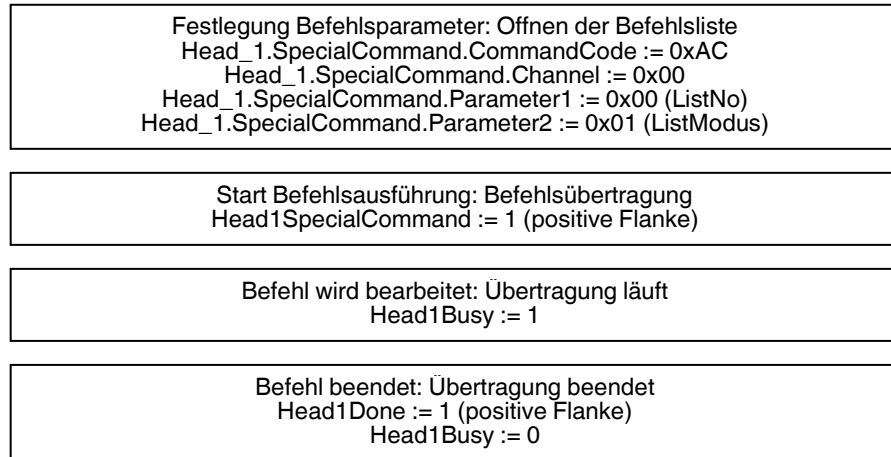 Festlegung Befehlsparameter: Öffnen der Befehlsliste
Head_1.SpecialCommand.CommandCode := 0xAC
Head_1.SpecialCommand.Channel := 0x00
Head_1.SpecialCommand.Parameter1 := 0x00 (ListNo)
Head_1.SpecialCommand.Parameter2 := 0x01 (ListModus)
Start Befehlsausführung: Befehlsübertragung
Head1SpecialCommand := 1 (positive Flanke)
Befehl wird bearbeitet: Übertragung läuft
Head1Busy := 1
Befehl beendet: Übertragung beendet
Head1Done := 1 (positive Flanke)
Head1Busy := 0